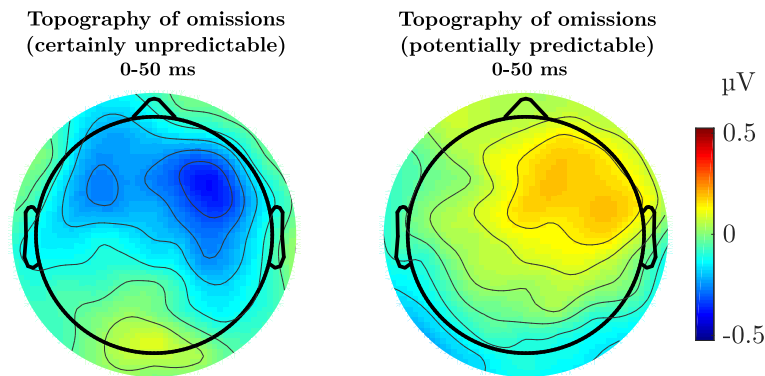 Topography of omissions
(certainly unpredictable)
0-50 ms
Topography of omissions
(potentially predictable)
0-50 ms
µV
0.5
0
-0.5